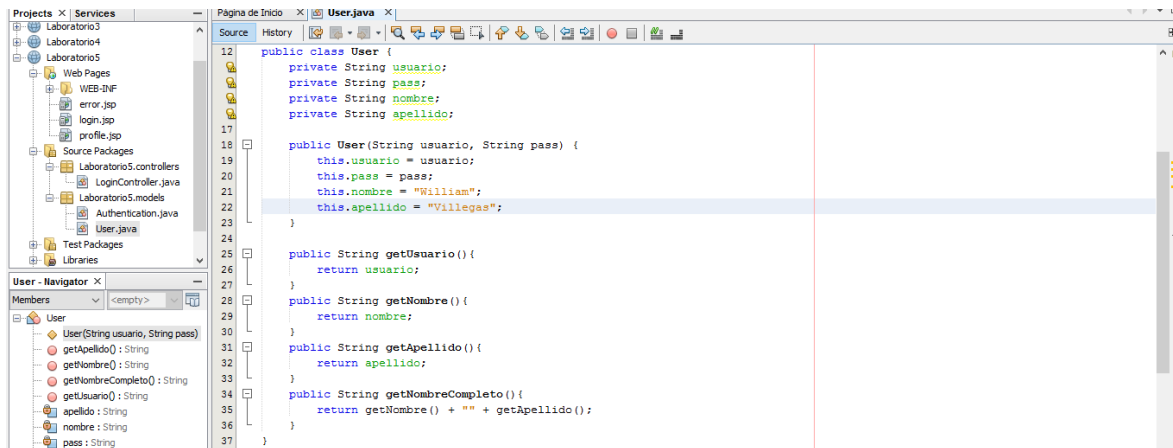 Projects
Services
Laboratorio3
Laboratorio4
Laboratorio5
Web Pages
WEB-INF
error.jsp
login.jsp
profile.jsp
Source Packages
Laboratorio5.controllers
LoginController.java
Laboratorio5.models
Authentication.java
User.java
Test Packages
Libraries
User - Navigator
Members
<empty>
User
User(String usuario, String pass)
getApellido() : String
getNombre() : String
getNombreCompleto() : String
getUsuario() : String
apellido : String
nombre : String
pass : String
Página de Inicio
User.java
Source
History
12 public class User {
private String usuario;
private String pass;
private String nombre;
private String apellido;
17
18 public User(String usuario, String pass) {
19 this.usuario = usuario;
20 this.pass = pass;
21 this.nombre = "William";
22 this.apellido = "Villegas";
23 }
24
25 public String getUsuario(){
26 return usuario;
27 }
28 public String getNombre(){
29 return nombre;
30 }
31 public String getApellido(){
32 return apellido;
33 }
34 public String getNombreCompleto(){
35 return getNombre() + "" + getApellido();
36 }
37 }